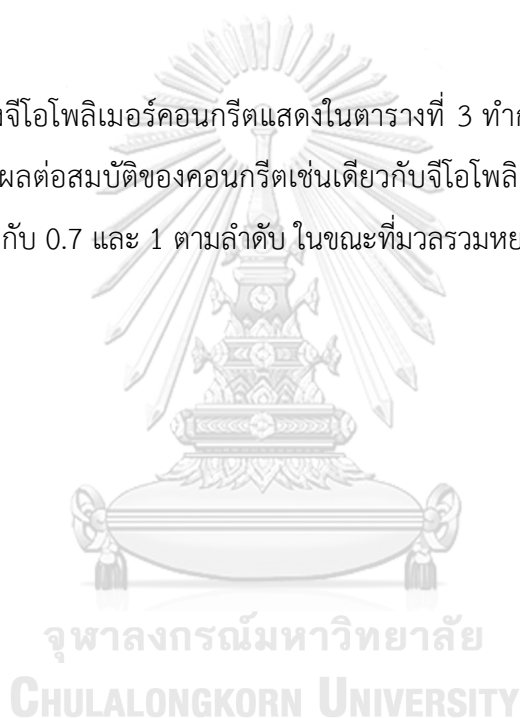 งจีโอโพลิเมอร์คอนกรีตแสดงในตารางที่ 3 ทำก
ผลต่อสมบัติของคอนกรีตเช่นเดียวกับจีโอโพลิ
กับ 0.7 และ 1 ตามลำดับ ในขณะที่มวลรวมหย
จุฬาลงกรณ์มหาวิทยาลัย
CHULALONGKORN UNIVERSITY